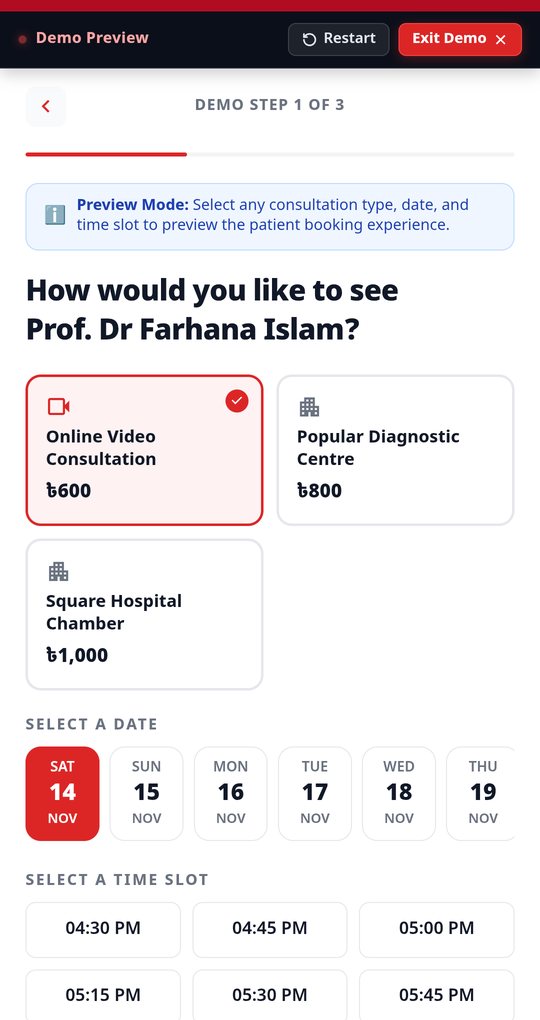 Demo Preview
Restart
Exit Demo
DEMO STEP 1 OF 3
Preview Mode: Select any consultation type, date, and
time slot to preview the patient booking experience.
How would you like to see
Prof. Dr Farhana Islam?
Online Video
Consultation
৳600
Popular Diagnostic
Centre
৳800
Square Hospital
Chamber
৳1,000
SELECT A DATE
SAT
14
NOV
SUN
15
NOV
MON
16
NOV
TUE
17
NOV
WED
18
NOV
THU
19
NOV
SELECT A TIME SLOT
04:30 PM
04:45 PM
05:00 PM
05:15 PM
05:30 PM
05:45 PM